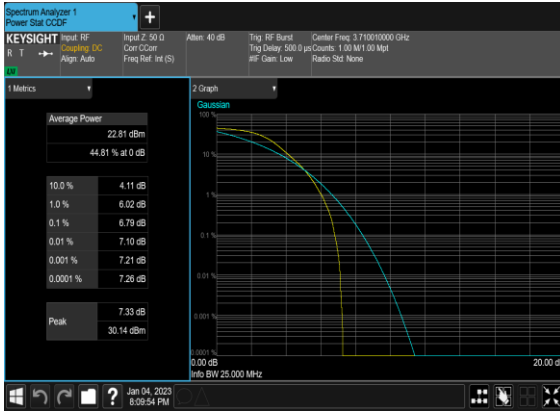 Spectrum Analyzer 1
Power Stat CCDF
+
KEYSIGHT
R T
Input: RF
Coupling: DC
Align: Auto
Input Z: 50 Ω
Corr CCorr
Freq Ref: Int (S)
Atten: 40 dB
Trig: RF Burst
Trig Delay: 500.0 µs
#IF Gain: Low
Center Freq: 3.710010000 GHz
Counts: 1.00 M/1.00 Mpt
Radio Std: None
1 Metrics
Average Power
22.81 dBm
44.81 % at 0 dB
10.0 % 4.11 dB
1.0 % 6.02 dB
0.1 % 6.79 dB
0.01 % 7.10 dB
0.001 % 7.21 dB
0.0001 % 7.26 dB
Peak
7.33 dB
30.14 dBm
2 Graph
Gaussian
100 %
10 %
1 %
0.1 %
0.01 %
0.001 %
0.0001 %
0.00 dB
20.00 d
Info BW 25.000 MHz
?
Jan 04, 2023
8:09:54 PM